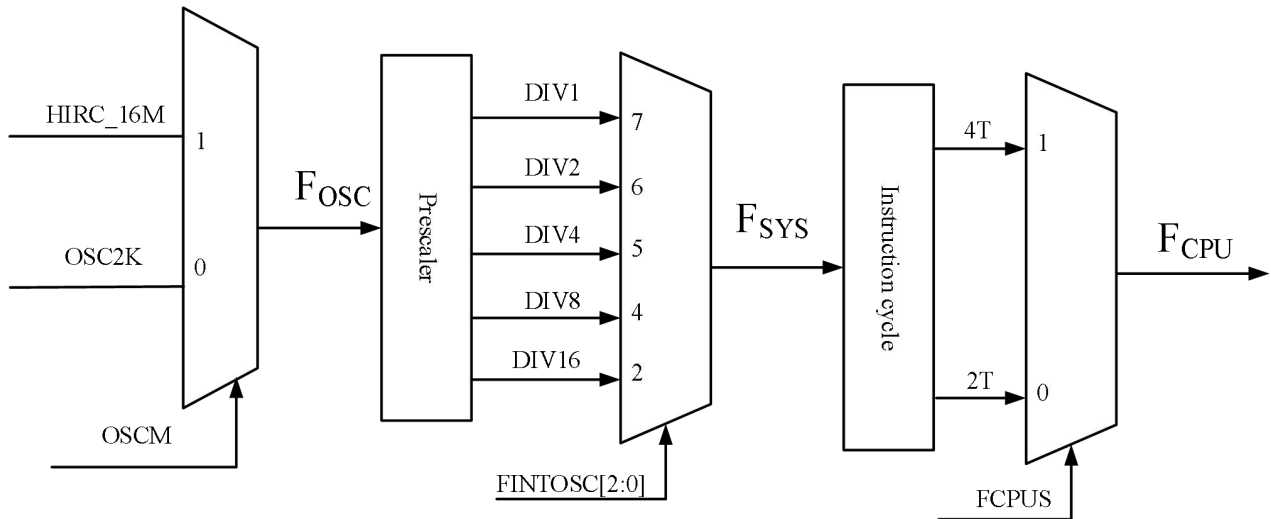 HIRC_16M
1
OSC2K
0
OSCM
FOSC
Prescaler
DIV1
DIV2
DIV4
DIV8
DIV16
7
6
5
4
2
FINTOSC[2:0]
FSYS
Instruction cycle
4T
2T
1
0
FCPUS
FCPU